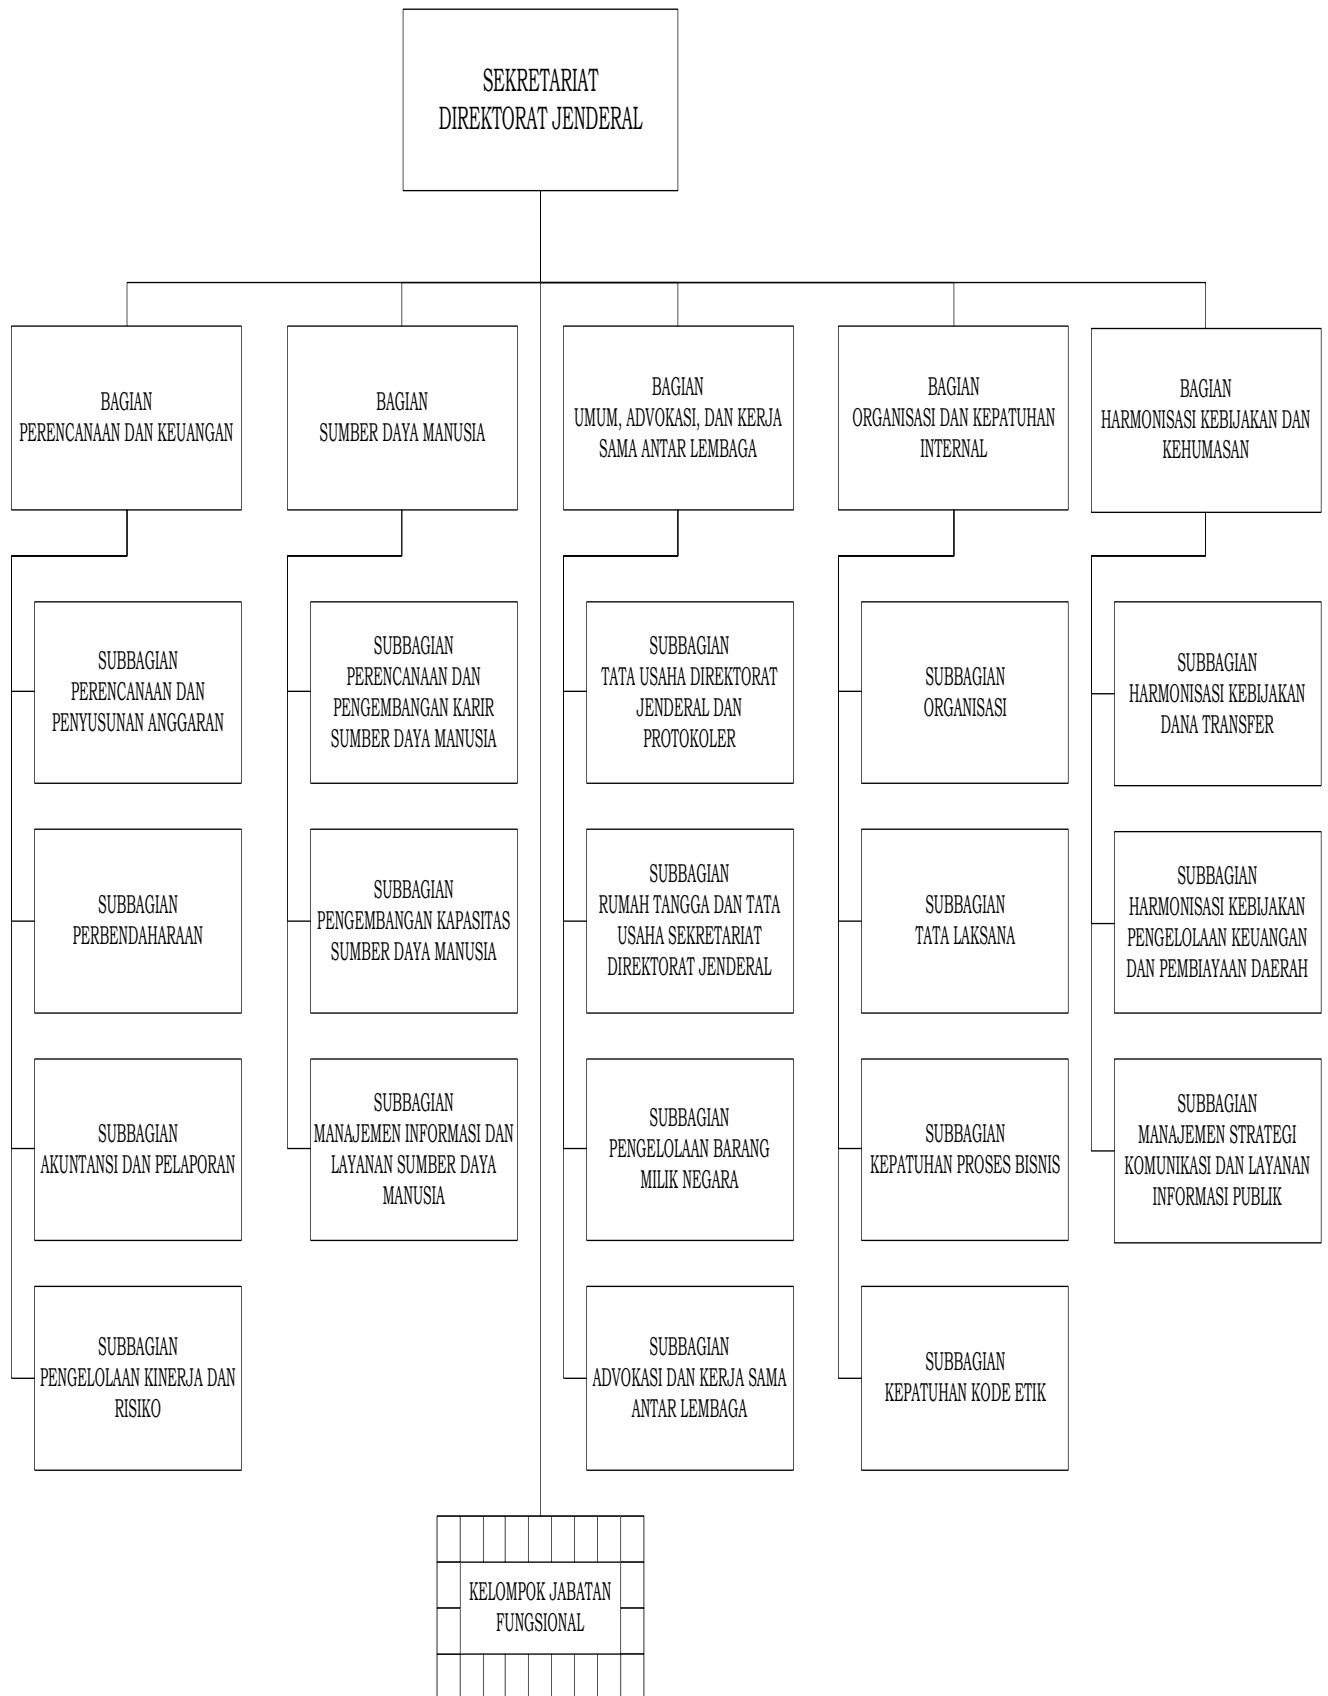 SEKRETARIAT
DIREKTORAT JENDERAL
BAGIAN
PERENCANAAN DAN KEUANGAN
BAGIAN
SUMBER DAYA MANUSIA
BAGIAN
UMUM, ADVOKASI, DAN KERJA
SAMA ANTAR LEMBAGA
BAGIAN
ORGANISASI DAN KEPATUHAN
INTERNAL
BAGIAN
HARMONISASI KEBIJAKAN DAN
KEHUMASAN
SUBBAGIAN
PERENCANAAN DAN
PENYUSUNAN ANGGARAN
SUBBAGIAN
PERENCANAAN DAN
PENGEMBANGAN KARIR
SUMBER DAYA MANUSIA
SUBBAGIAN
TATA USAHA DIREKTORAT
JENDERAL DAN
PROTOKOLER
SUBBAGIAN
ORGANISASI
SUBBAGIAN
HARMONISASI KEBIJAKAN
DANA TRANSFER
SUBBAGIAN
PERBENDAHARAAN
SUBBAGIAN
PENGEMBANGAN KAPASITAS
SUMBER DAYA MANUSIA
SUBBAGIAN
RUMAH TANGGA DAN TATA
USAHA SEKRETARIAT
DIREKTORAT JENDERAL
SUBBAGIAN
TATA LAKSANA
SUBBAGIAN
HARMONISASI KEBIJAKAN
PENGELOLAAN KEUANGAN
DAN PEMBIAYAAN DAERAH
SUBBAGIAN
AKUNTANSI DAN PELAPORAN
SUBBAGIAN
MANAJEMEN INFORMASI DAN
LAYANAN SUMBER DAYA
MANUSIA
SUBBAGIAN
PENGELOLAAN BARANG
MILIK NEGARA
SUBBAGIAN
KEPATUHAN PROSES BISNIS
SUBBAGIAN
MANAJEMEN STRATEGI
KOMUNIKASI DAN LAYANAN
INFORMASI PUBLIK
SUBBAGIAN
PENGELOLAAN KINERJA DAN
RISIKO
SUBBAGIAN
ADVOKASI DAN KERJA SAMA
ANTAR LEMBAGA
SUBBAGIAN
KEPATUHAN KODE ETIK
KELOMPOK JABATAN
FUNGSIONAL